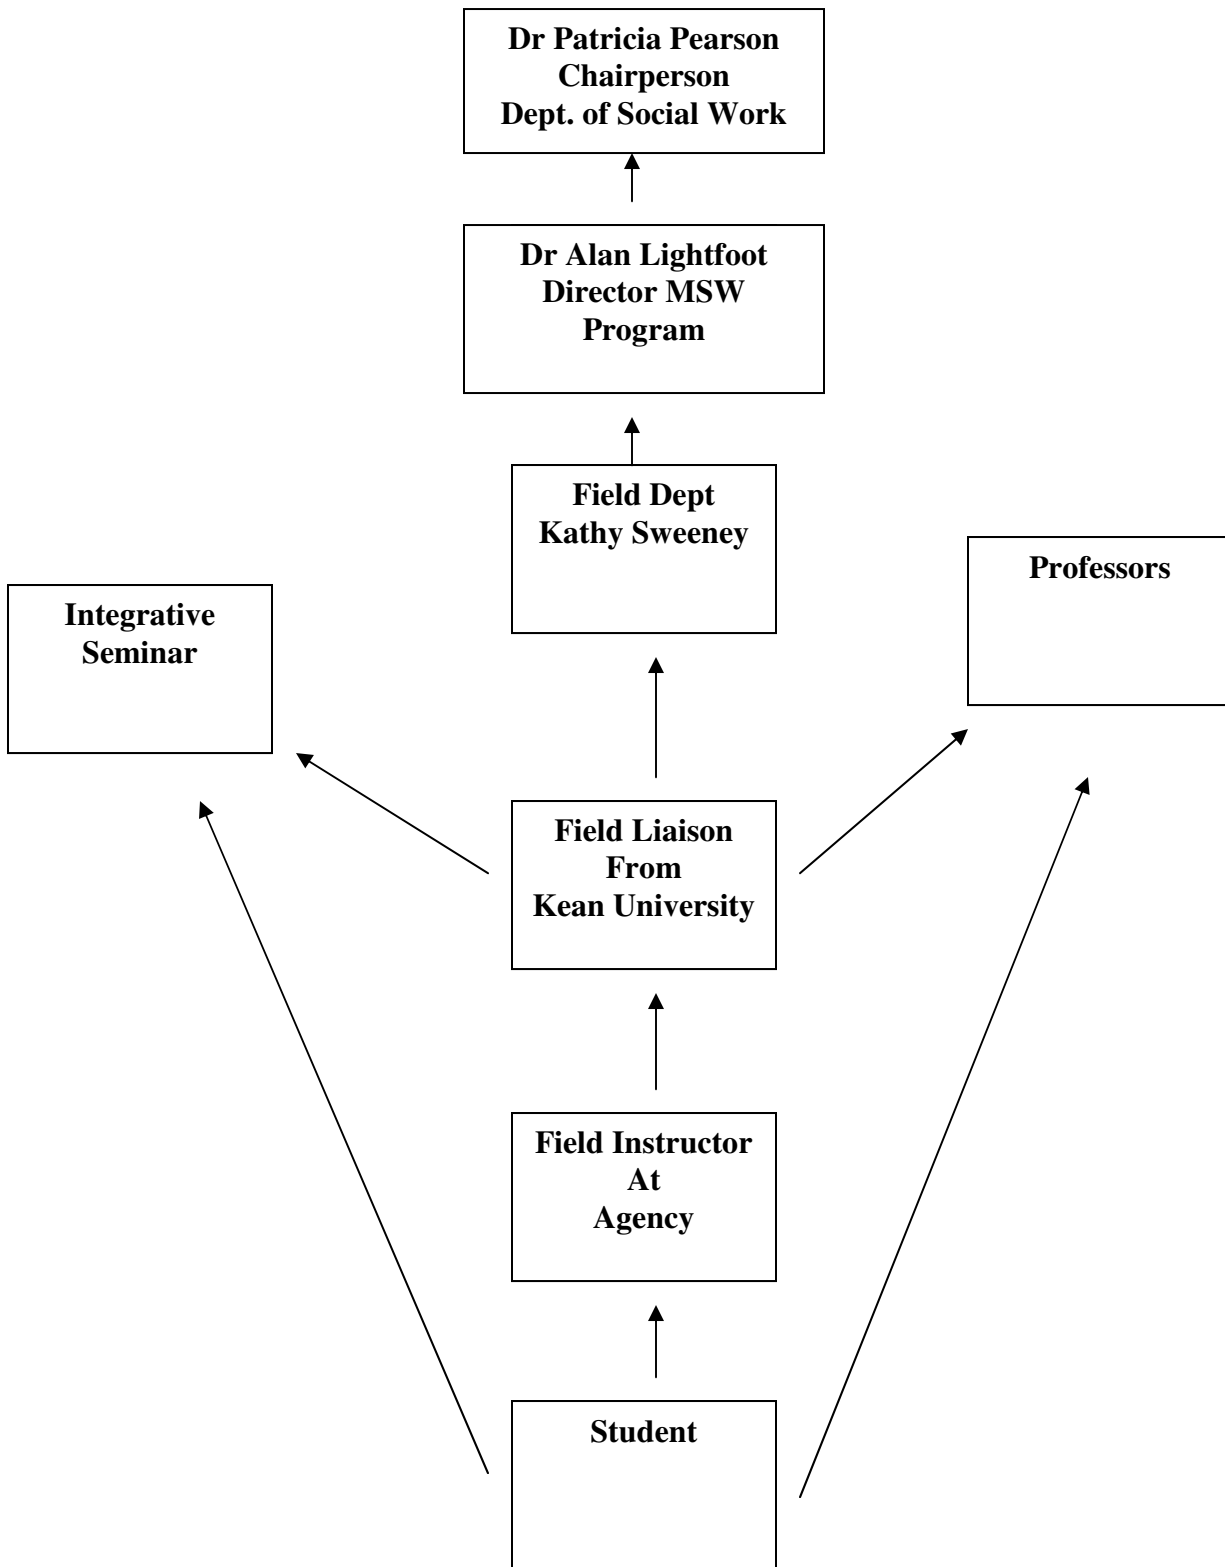 Dr Patricia Pearson
Chairperson
Dept. of Social Work
Dr Alan Lightfoot
Director MSW
Program
Field Dept
Kathy Sweeney
Professors
Integrative
Seminar
Field Liaison
From
Kean University
Field Instructor
At
Agency
Student